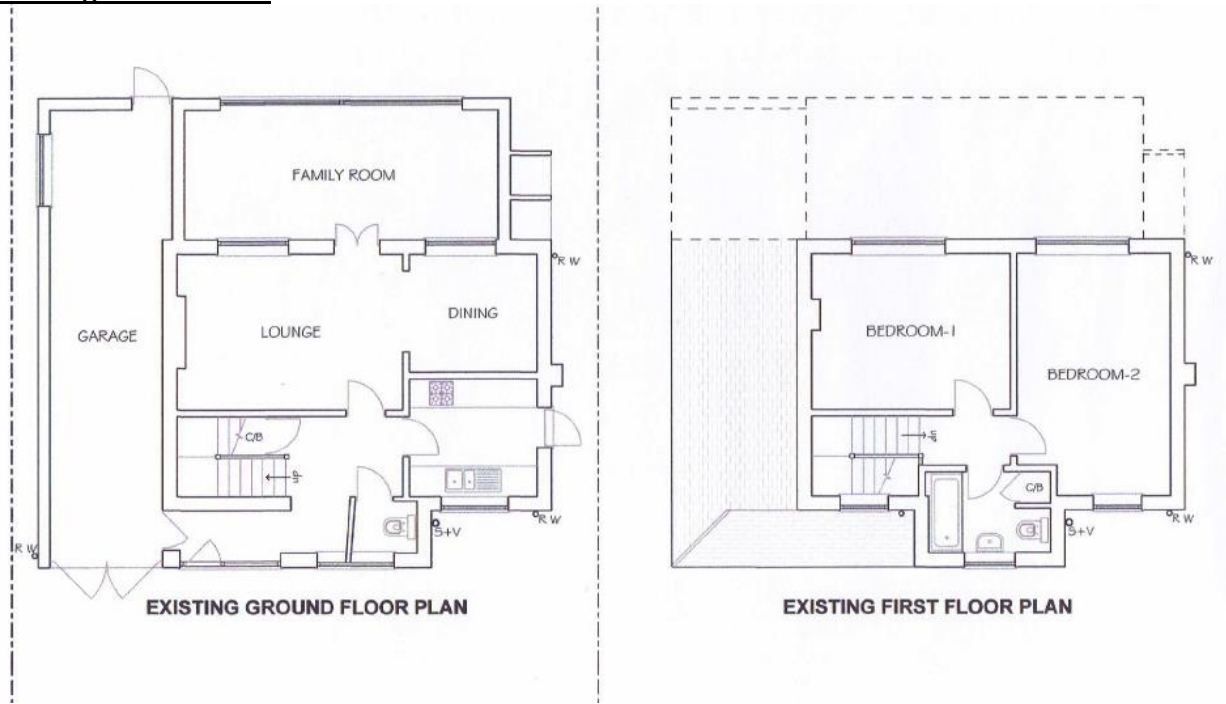 FAMILY ROOM
R W
GARAGE
LOUNGE
DINING
C/B
up
S+V
R W
R W
EXISTING GROUND FLOOR PLAN
R W
BEDROOM-1
BEDROOM-2
dn
C/B
S+V
R W
EXISTING FIRST FLOOR PLAN